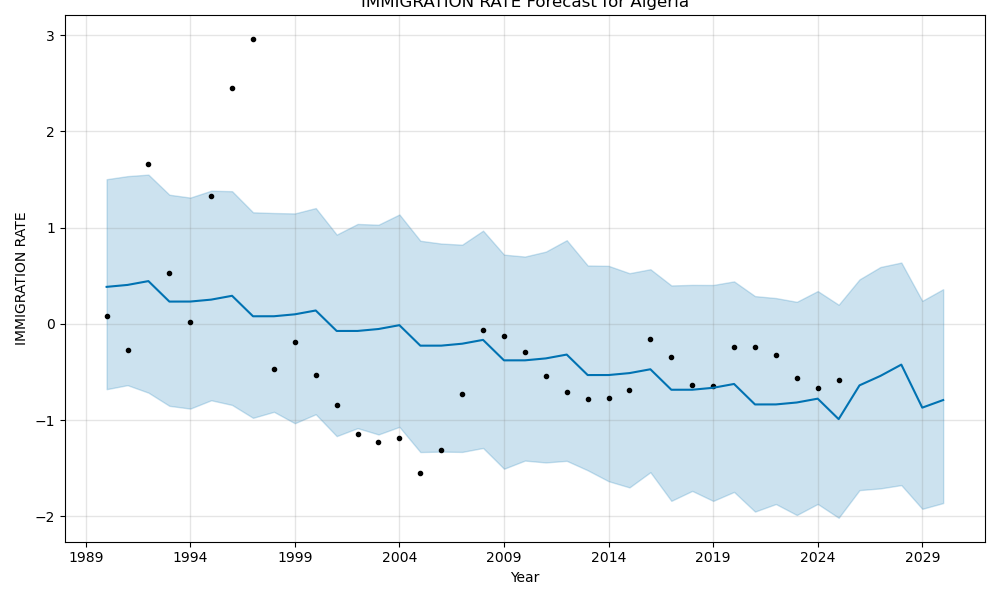 IMMIGRATION RATE Forecast for Algeria
3
2
1
0
−1
−2
IMMIGRATION RATE
1989 1994 1999 2004 2009 2014 2019 2024 2029
Year